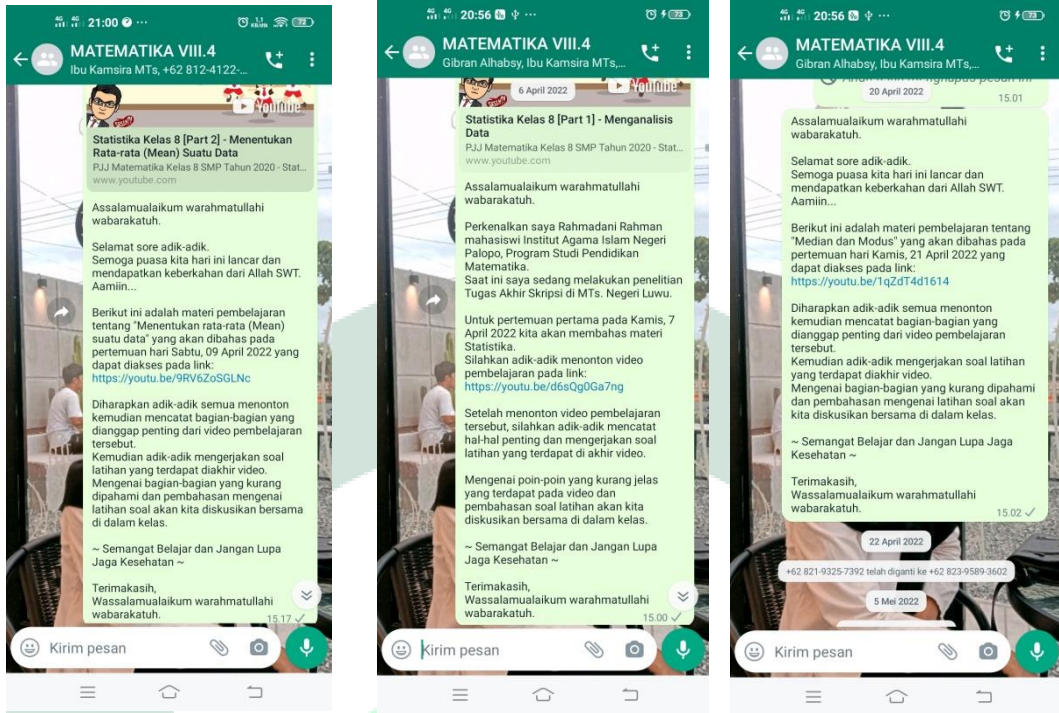 21:00
72
MATEMATIKA VIII.4
Ibu Kamsira MTs, +62 812-4122-...
YouTube
Statistika Kelas 8 [Part 2] - Menentukan
Rata-rata (Mean) Suatu Data
PJJ Matematika Kelas 8 SMP Tahun 2020 - Stat...
www.youtube.com
Assalamualaikum warahmatullahi
wabarakatuh.
Selamat sore adik-adik.
Semoga puasa kita hari ini lancar dan
mendapatkan keberkahan dari Allah SWT.
Aamiin...
Berikut ini adalah materi pembelajaran
tentang "Menentukan rata-rata (Mean)
suatu data" yang akan dibahas pada
pertemuan hari Sabtu, 09 April 2022 yang
dapat diakses pada link:
https://youtu.be/9RV6ZoSGLNc
Diharapkan adik-adik semua menonton
kemudian mencatat bagian-bagian yang
dianggap penting dari video pembelajaran
tersebut.
Kemudian adik-adik mengerjakan soal
latihan yang terdapat diakhir video.
Mengenai bagian-bagian yang kurang
dipahami dan pembahasan mengenai
latihan soal akan kita diskusikan bersama
di dalam kelas.
~ Semangat Belajar dan Jangan Lupa
Jaga Kesehatan ~
Terimakasih,
Wassalamualaikum warahmatullahi
wabarakatuh.
15.17
Kirim pesan
20:56
73
MATEMATIKA VIII.4
Gibran Alhabsy, Ibu Kamsira MTs,...
6 April 2022
YouTube
Statistika Kelas 8 [Part 1] - Menganalisis
Data
PJJ Matematika Kelas 8 SMP Tahun 2020 - Stat...
www.youtube.com
Assalamualaikum warahmatullahi
wabarakatuh.
Perkenalkan saya Rahmadani Rahman
mahasiswi Institut Agama Islam Negeri
Palopo, Program Studi Pendidikan
Matematika.
Saat ini saya sedang melakukan penelitian
Tugas Akhir Skripsi di MTs. Negeri Luwu.
Untuk pertemuan pertama pada Kamis, 7
April 2022 kita akan membahas materi
Statistika.
Silahkan adik-adik menonton video
pembelajaran pada link:
https://youtu.be/d6sQg0Ga7ng
Setelah menonton video pembelajaran
tersebut, silahkan adik-adik mencatat
hal-hal penting dan mengerjakan soal
latihan yang terdapat di akhir video.
Mengenai poin-poin yang kurang jelas
yang terdapat pada video dan
pembahasan soal latihan akan kita
diskusikan bersama di dalam kelas.
~ Semangat Belajar dan Jangan Lupa
Jaga Kesehatan ~
Terimakasih,
Wassalamualaikum warahmatullahi
wabarakatuh.
15.00
Kirim pesan
20:56
73
MATEMATIKA VIII.4
Gibran Alhabsy, Ibu Kamsira MTs,...
20 April 2022
15.01
Assalamualaikum warahmatullahi
wabarakatuh.
Selamat sore adik-adik.
Semoga puasa kita hari ini lancar dan
mendapatkan keberkahan dari Allah SWT.
Aamiin...
Berikut ini adalah materi pembelajaran tentang
"Median dan Modus" yang akan dibahas pada
pertemuan hari Kamis, 21 April 2022 yang
dapat diakses pada link:
https://youtu.be/1qZdT4d1614
Diharapkan adik-adik semua menonton
kemudian mencatat bagian-bagian yang
dianggap penting dari video pembelajaran
tersebut.
Kemudian adik-adik mengerjakan soal latihan
yang terdapat diakhir video.
Mengenai bagian-bagian yang kurang dipahami
dan pembahasan mengenai latihan soal akan
kita diskusikan bersama di dalam kelas.
~ Semangat Belajar dan Jangan Lupa Jaga
Kesehatan ~
Terimakasih,
Wassalamualaikum warahmatullahi
wabarakatuh.
15.02
22 April 2022
+62 821-9325-7392 telah diganti ke +62 823-9589-3602
5 Mei 2022
Kirim pesan